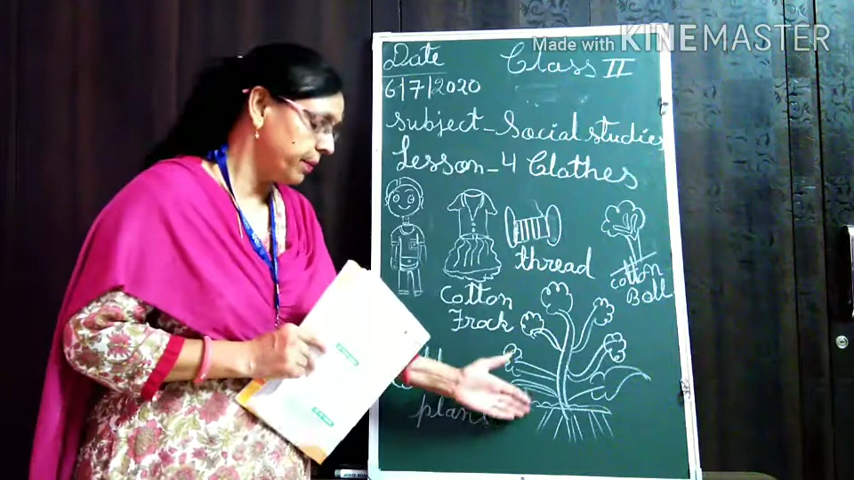 Made With KINEMASTER
Date
6/7/2020
Class II
Subject - Social Studies
Lesson - 4 Clothes
thread
Cotton
Boll
Cotton
Frock
plant